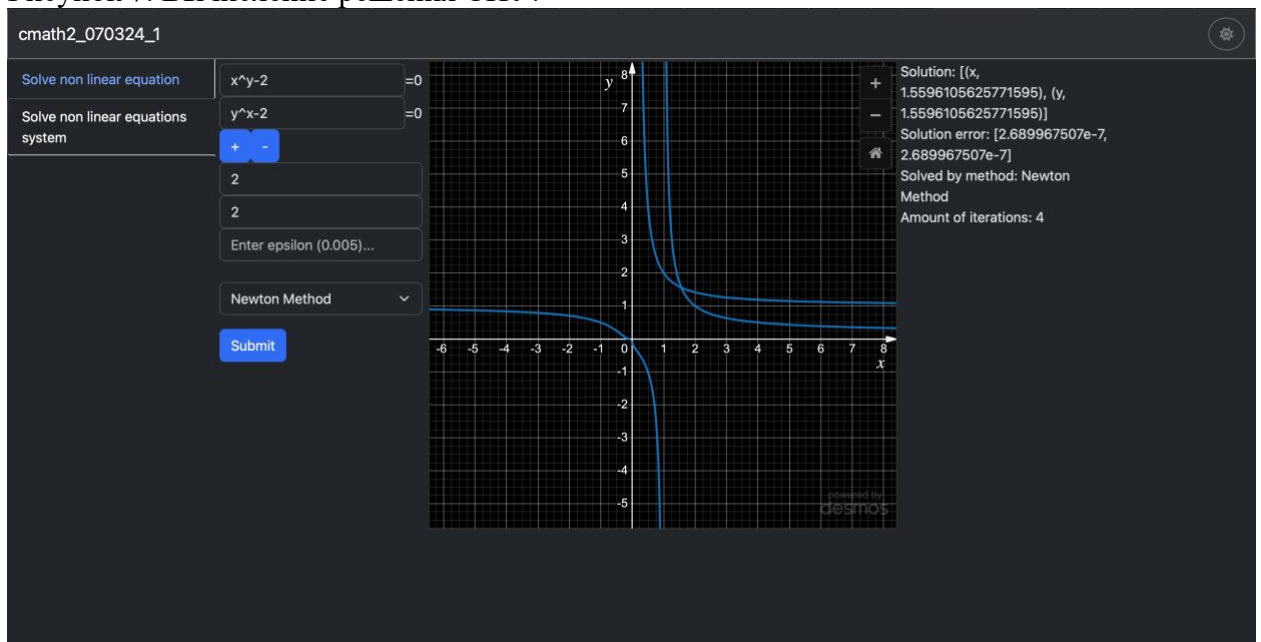 cmath2_070324_1
Solve non linear equation
Solve non linear equations
system
x^y-2 =0
y^x-2 =0
+ -
2
2
Enter epsilon (0.005)...
Newton Method
Submit
y
8
7
6
5
4
3
2
1
-6 -5 -4 -3 -2 -1 0 1 2 3 4 5 6 7 8
x
-1
-2
-3
-4
-5
powered by
desmos
+
−
Solution: [(x,
1.5596105625771595), (y,
1.5596105625771595)]
Solution error: [2.689967507e-7,
2.689967507e-7]
Solved by method: Newton
Method
Amount of iterations: 4